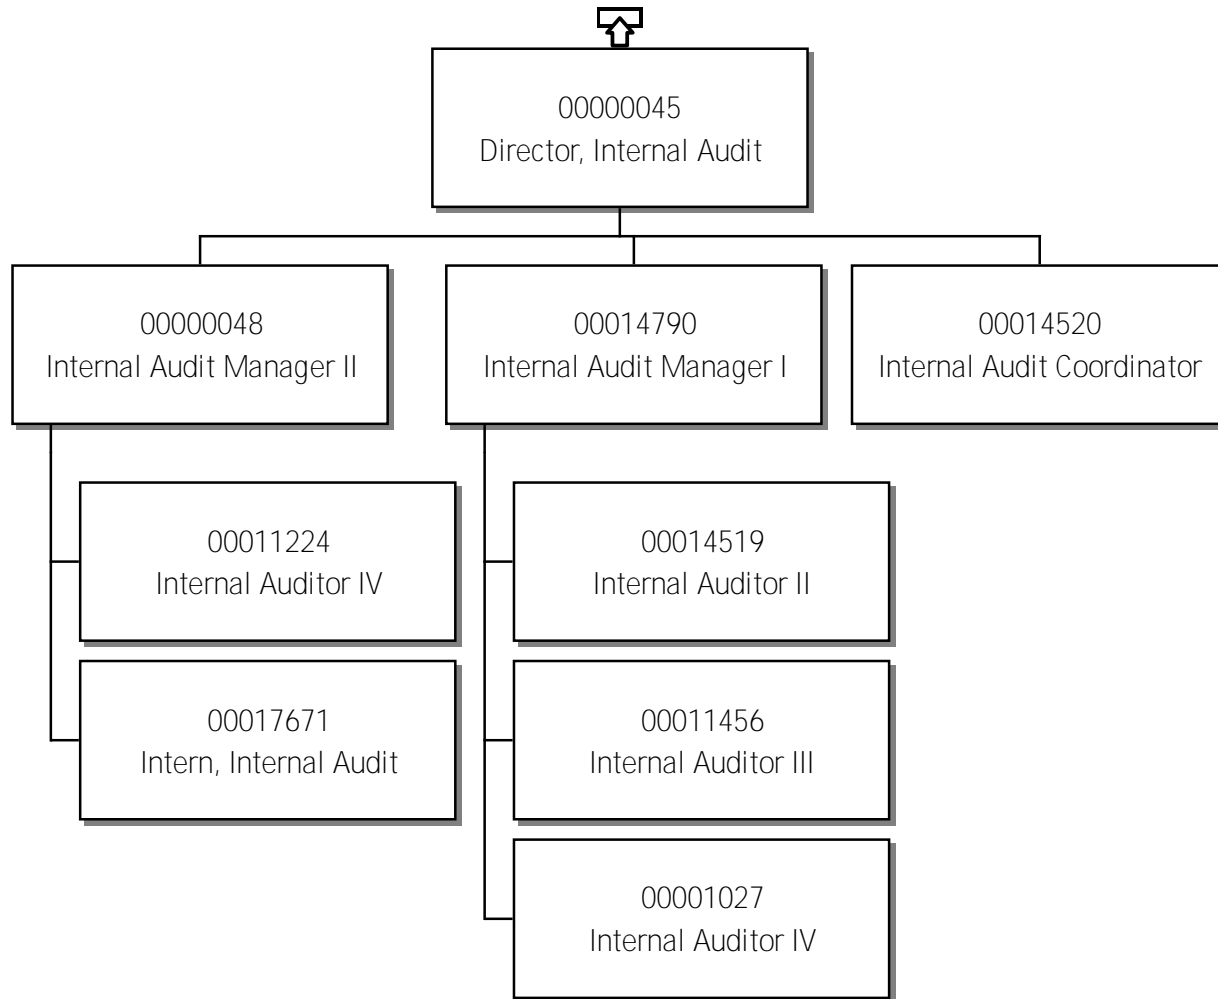 00000045
Director, Internal Audit
00000048
Internal Audit Manager II
00014790
Internal Audit Manager I
00014520
Internal Audit Coordinator
00011224
Internal Auditor IV
00017671
Intern, Internal Audit
00014519
Internal Auditor II
00011456
Internal Auditor III
00001027
Internal Auditor IV